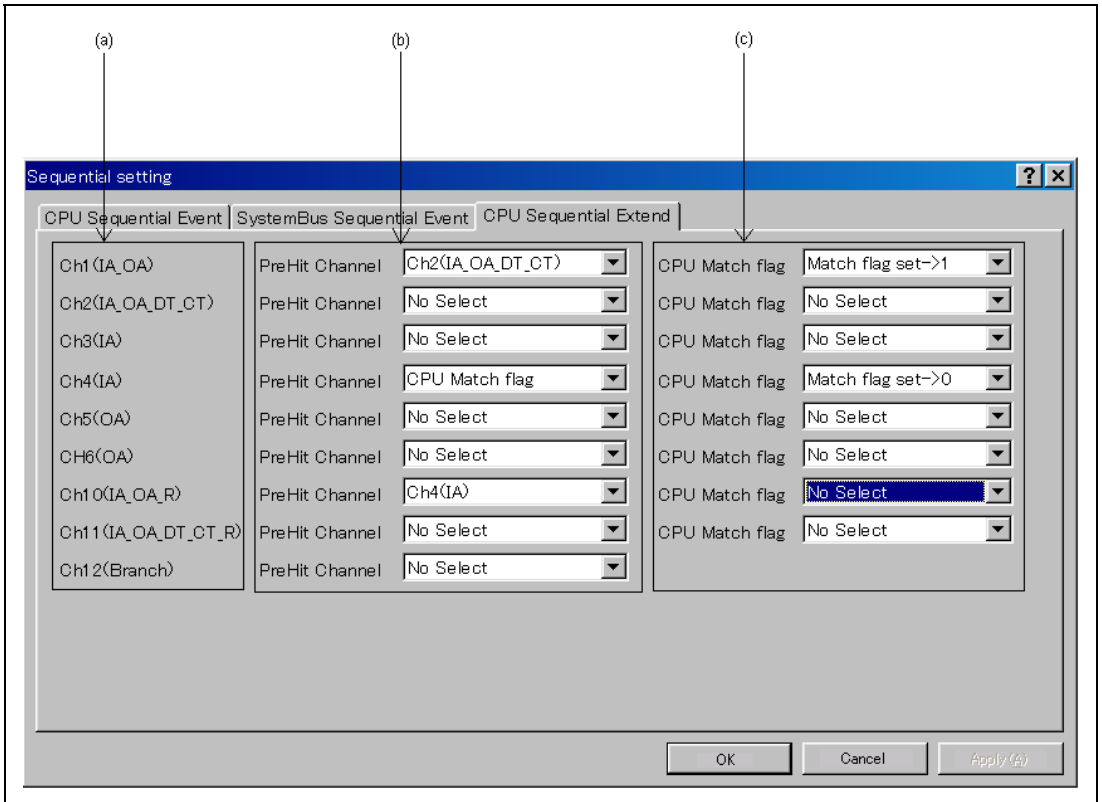 (a) (b) (c)
Sequential setting
CPU Sequential Event SystemBus Sequential Event CPU Sequential Extend
Ch1(IA_OA) PreHit Channel Ch2(IA_OA_DT_CT) CPU Match flag Match flag set->1
Ch2(IA_OA_DT_CT) PreHit Channel No Select CPU Match flag No Select
Ch3(IA) PreHit Channel No Select CPU Match flag No Select
Ch4(IA) PreHit Channel CPU Match flag CPU Match flag Match flag set->0
Ch5(OA) PreHit Channel No Select CPU Match flag No Select
CH6(OA) PreHit Channel No Select CPU Match flag No Select
Ch10(IA_OA_R) PreHit Channel Ch4(IA) CPU Match flag No Select
Ch11(IA_OA_DT_CT_R) PreHit Channel No Select CPU Match flag No Select
Ch12(Branch) PreHit Channel No Select
OK Cancel Apply(A)